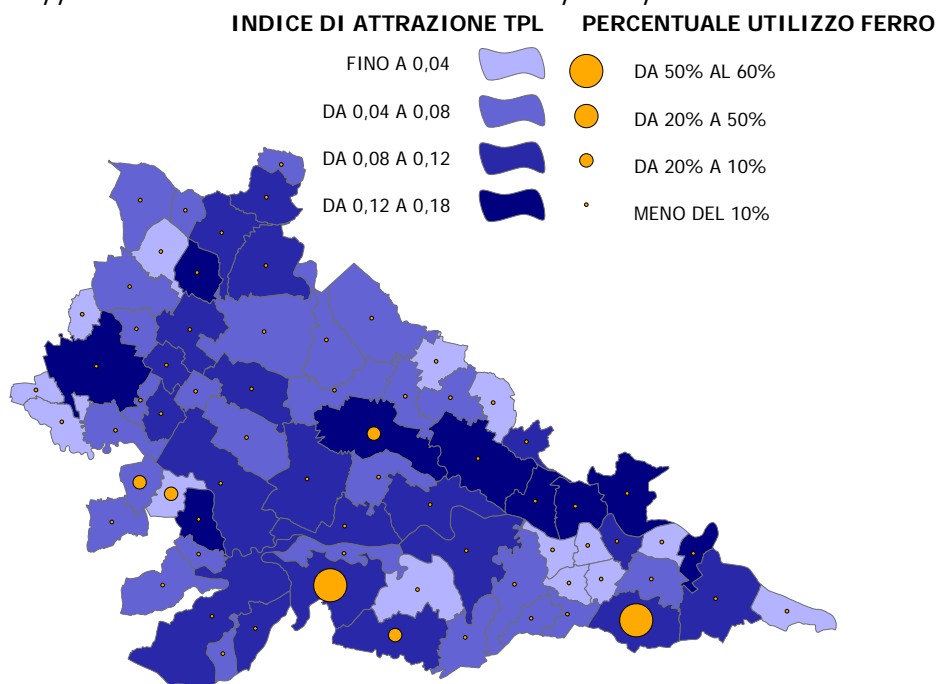 INDICE DI ATTRAZIONE TPL PERCENTUALE UTILIZZO FERRO
FINO A 0,04 DA 50% AL 60%
DA 0,04 A 0,08 DA 20% A 50%
DA 0,08 A 0,12 DA 20% A 10%
DA 0,12 A 0,18 MENO DEL 10%